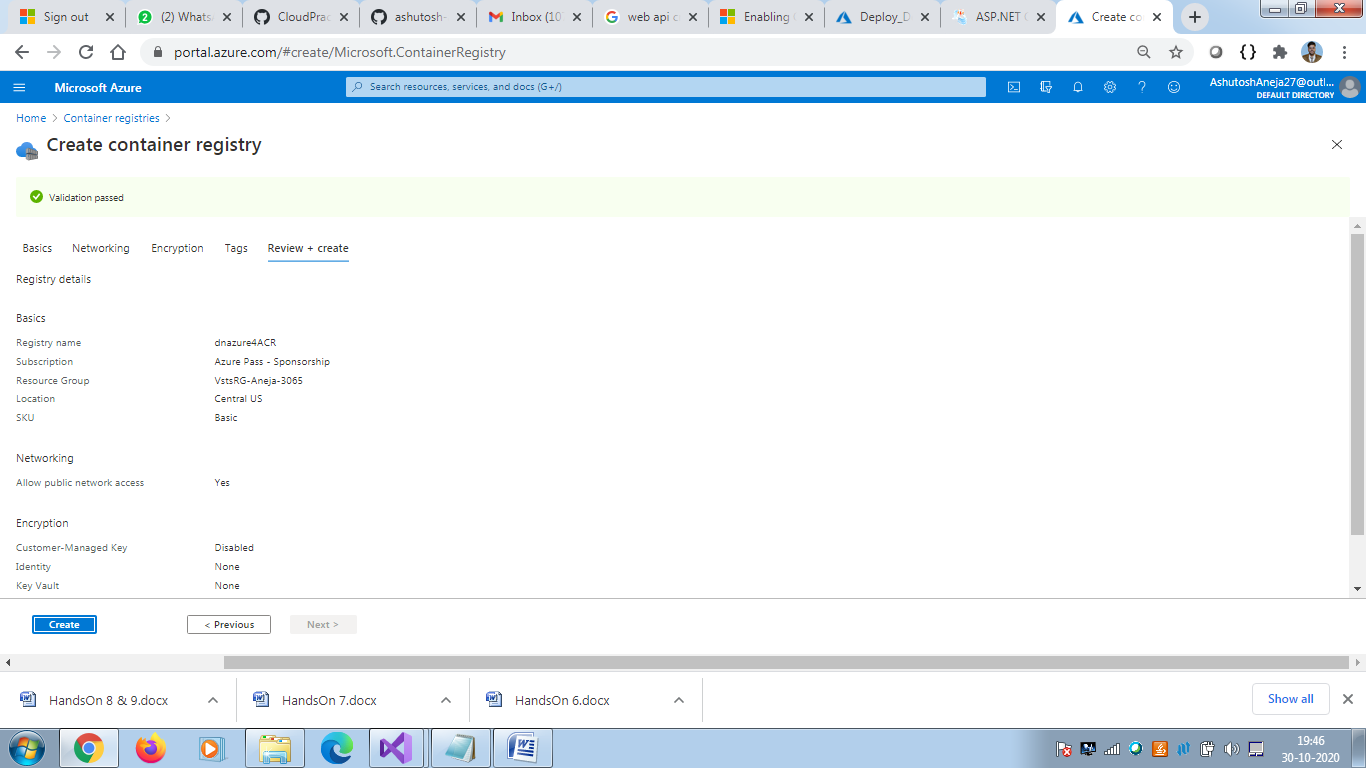 Sign out
(2) Whats
CloudPrac
ashutosh-
Inbox (10
web api c
Enabling
Deploy_D
ASP.NET
Create co
portal.azure.com/#create/Microsoft.ContainerRegistry
Microsoft Azure
Search resources, services, and docs (G+/)
AshutoshAneja27@outl...
DEFAULT DIRECTORY
Home > Container registries >
Create container registry
Validation passed
Basics Networking Encryption Tags Review + create
Registry details
Basics
Registry name dnazure4ACR
Subscription Azure Pass - Sponsorship
Resource Group VstsRG-Aneja-3065
Location Central US
SKU Basic
Networking
Allow public network access Yes
Encryption
Customer-Managed Key Disabled
Identity None
Key Vault None
Create < Previous Next >
HandsOn 8 & 9.docx HandsOn 7.docx HandsOn 6.docx Show all
19:46
30-10-2020